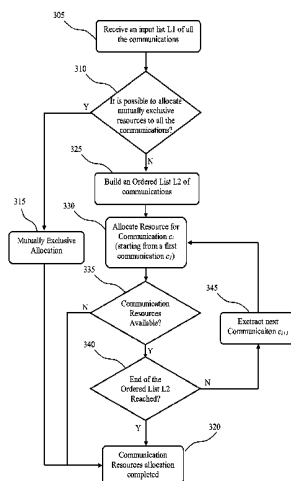 305
Receive an input list L1 of all
the communications
310
It is possible to allocate
mutually exclusive
resources to all the
communications?
Y
N
325
Build an Ordered List L2 of
communications
330
Allocate Resource for
Communication ci
(starting from a first
communication c1)
315
Mutually Exclusive
Allocation
335
Communication
Resources
Available?
N
Y
345
Exctract next
Communicaiton ci+1
340
End of the
Ordered List L2
Reached?
N
Y
320
Communication
Resources allocation
completed